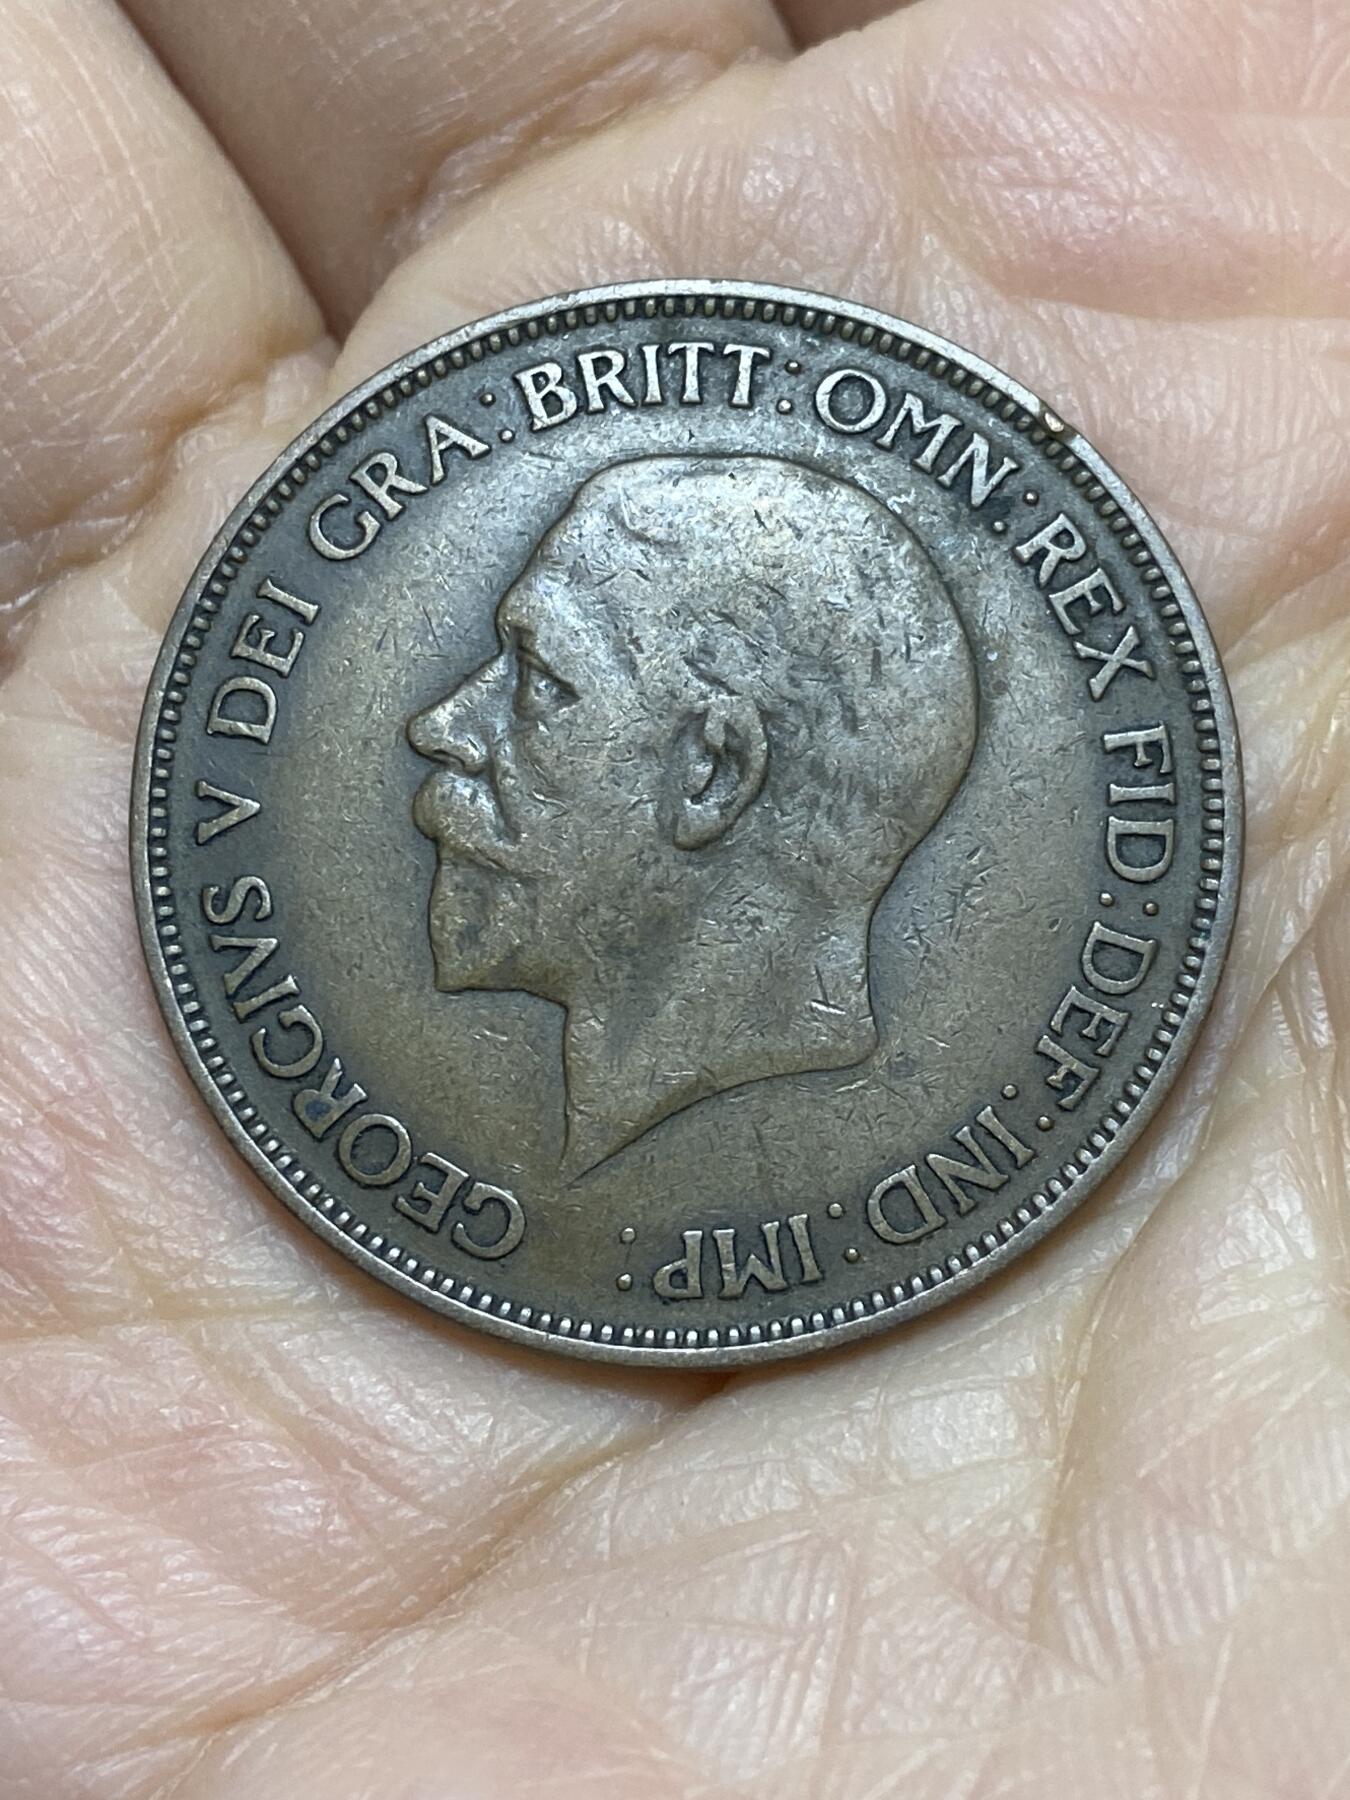 GEORGIVS V DEI GRA: BRITT: OMN: REX FID: DEF: IND: IMP: